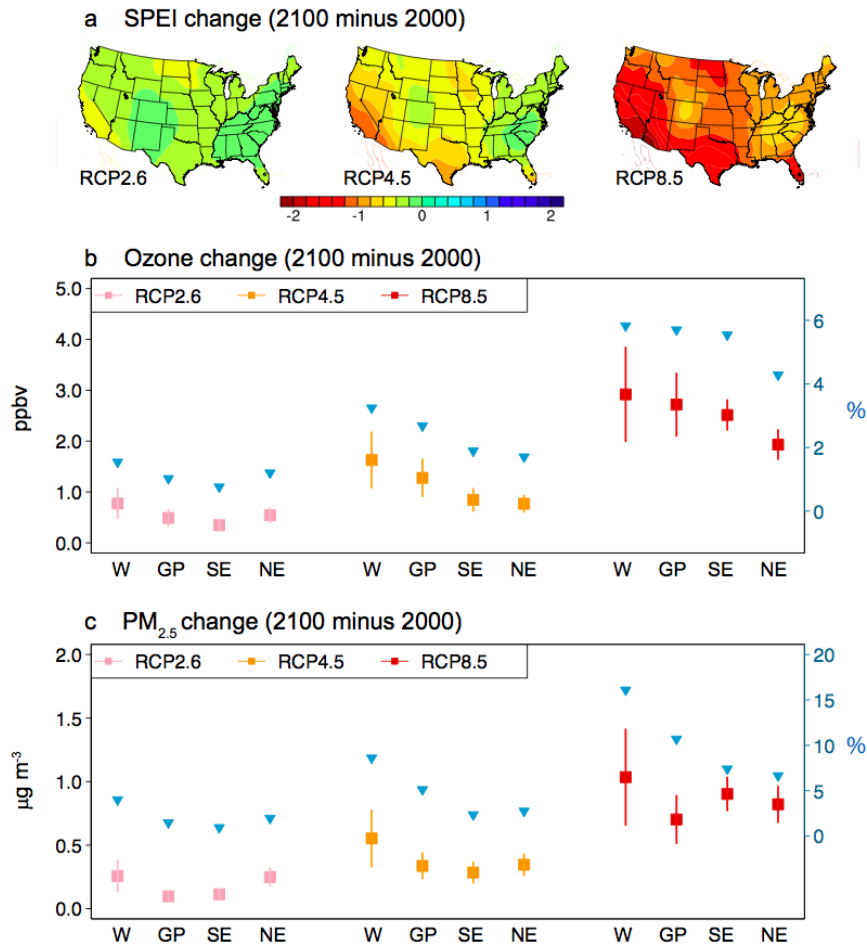 a SPEI change (2100 minus 2000)
RCP2.6 RCP4.5 RCP8.5
-2 -1 0 1 2
b Ozone change (2100 minus 2000)
RCP2.6 RCP4.5 RCP8.5
5.0
4.0
3.0
2.0
1.0
0.0
ppbv
6
4
2
0
%
W GP SE NE W GP SE NE W GP SE NE
c PM2.5 change (2100 minus 2000)
RCP2.6 RCP4.5 RCP8.5
2.0
1.5
1.0
0.5
0.0
µg m-3
20
15
10
5
0
%
W GP SE NE W GP SE NE W GP SE NE